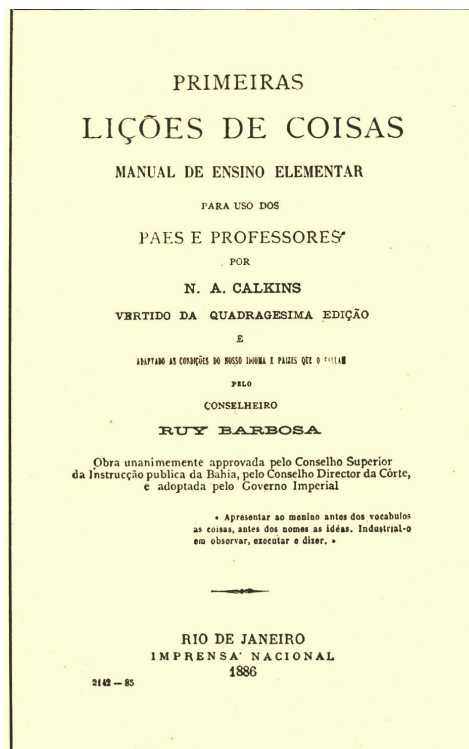 PRIMEIRAS
LIÇÕES DE COISAS
MANUAL DE ENSINO ELEMENTAR
PARA USO DOS
PAES E PROFESSORES
POR
N. A. CALKINS
VERTIDO DA QUADRAGESIMA EDIÇÃO
E
ADAPTADO AS CONDIÇÕES DO NOSSO IDIOMA E PAIZES QUE O FALLAM
PELO
CONSELHEIRO
RUY BARBOSA
Obra unanimemente approvada pelo Conselho Superior
da Instrucção publica da Bahia, pelo Conselho Director da Côrte,
e adoptada pelo Governo Imperial
« Apresentar ao menino antes dos vocabulos
as coisas, antes dos nomes as idéas. Industrial-o
em observar, executar e dizer. »
RIO DE JANEIRO
IMPRENSA NACIONAL
1886
2142 — 85